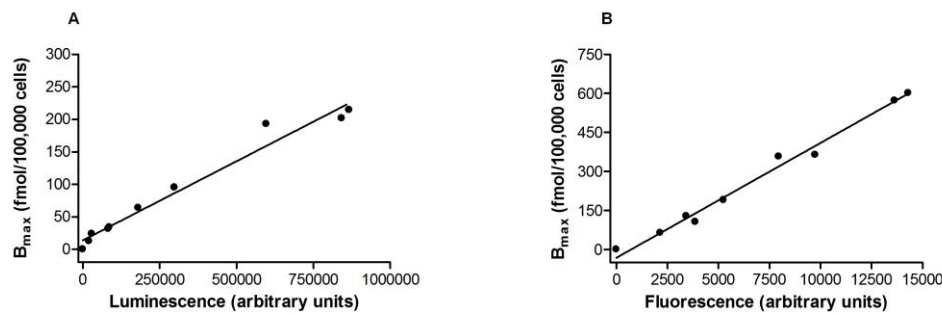 A
B_max (fmol/100,000 cells)
300
250
200
150
100
50
0
0 250000 500000 750000 1000000
Luminescence (arbitrary units)
B
B_max (fmol/100,000 cells)
750
600
450
300
150
0
0 2500 5000 7500 10000 12500 15000
Fluorescence (arbitrary units)